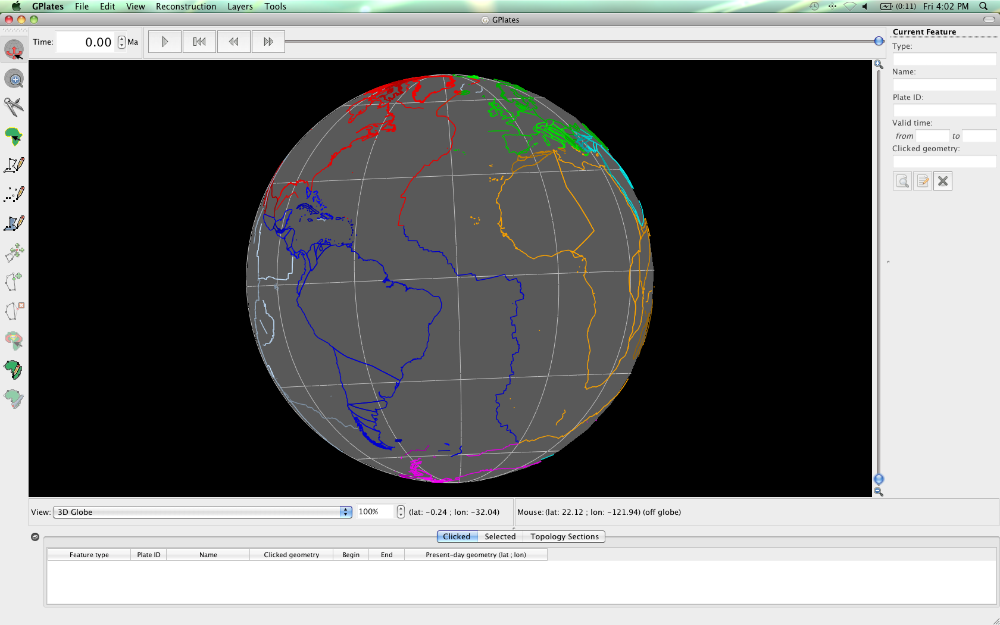 GPlates File Edit View Reconstruction Layers Tools (0:11) Fri 4:02 PM
GPlates
Time: 0.00 Ma
Current Feature
Type:
Name:
Plate ID:
Valid time:
from to
Clicked geometry:
View: 3D Globe 100% (lat: -0.24 ; lon: -32.04) Mouse: (lat: 22.12 ; lon: -121.94) (off globe)
Clicked Selected Topology Sections
Feature type Plate ID Name Clicked geometry Begin End Present-day geometry (lat ; lon)